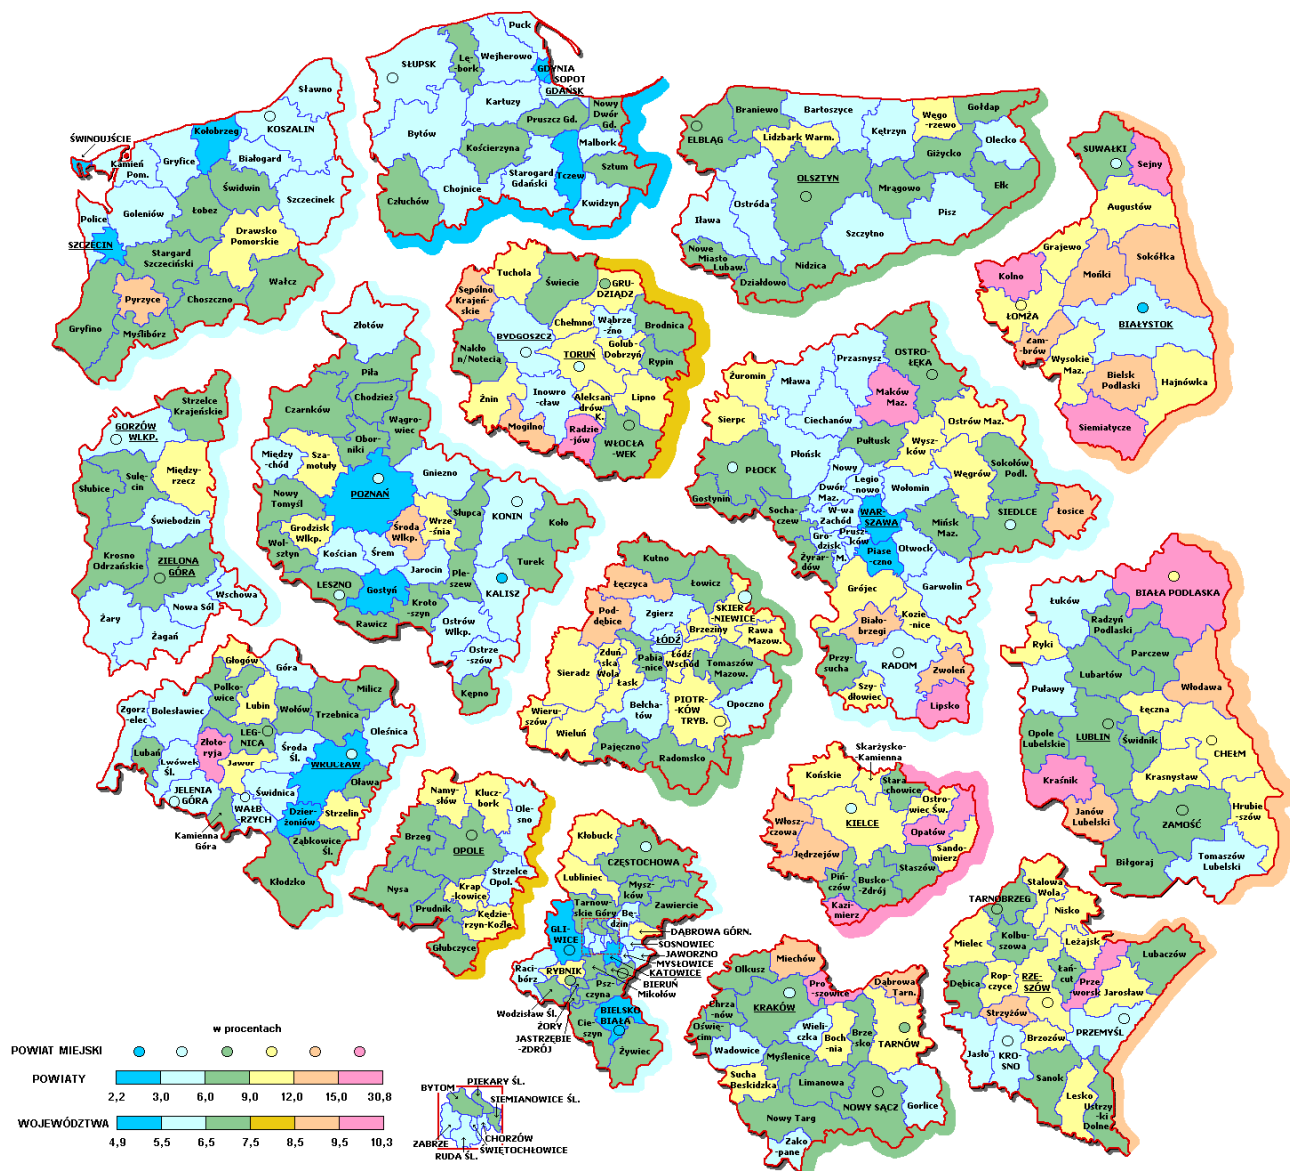 Puck
SŁUPSK
Lę-
-bork
Wejherowo
GDYNIA
SOPOT
GDAŃSK
Kartuzy
Bytów
Pruszcz Gd.
Nowy
Dwór
Gd.
Kościerzyna
Malbork
Sztum
Tczew
Starogard
Gdański
Chojnice
Człuchów
Kwidzyn
Sławno
KOSZALIN
ŚWINOUJŚCIE
Kołobrzeg
Kamień
Pom.
Gryfice
Białogard
Świdwin
Szczecinek
Goleniów
Łobez
Police
SZCZECIN
Drawsko
Pomorskie
Stargard
Szczeciński
Wałcz
Pyrzyce
Choszczno
Gryfino
Myślibórz
Braniewo
Bartoszyce
Węgo
-rzewo
Gołdap
ELBLĄG
Lidzbark Warm.
Kętrzyn
Olecko
Giżycko
OLSZTYN
Mrągowo
Ełk
Ostróda
Iława
Pisz
Szczytno
Nowe
Miasto
Lubaw.
Nidzica
Działdowo
SUWAŁKI
Sejny
Augustów
Grajewo
Kolno
Mońki
Sokółka
ŁOMŻA
BIAŁYSTOK
Zam-
-brów
Wysokie
Maz.
Bielsk
Podlaski
Hajnówka
Siemiatycze
Tuchola
Sępólno
Krajeń-
skie
Świecie
GRU-
DZIĄDZ
Chełmno
Wąbrze
-źno
BYDGOSZCZ
Brodnica
Nakło
n/Notecią
TORUŃ
Golub-
Dobrzyń
Rypin
Inowro
-cław
Aleksan
-drów
K.
Lipno
Żnin
Mogilno
Radzie
-jów
WŁOCŁA
-WEK
Złotów
Piła
Czarnków
Chodzież
Wągro-
-wiec
Obor-
niki
Między
-chód
Sza-
motuły
Gniezno
POZNAŃ
Nowy
Tomyśl
KONIN
Słupca
Wrze-
-śnia
Grodzisk
Wlkp.
Środa
Wlkp.
Koło
Wol-
sztyn
Kościan
Śrem
Turek
Jarocin
Ple-
szew
LESZNO
Gostyń
KALISZ
Kroto
-szyn
Rawicz
Ostrów
Wlkp.
Ostrze
-szów
Kępno
Strzelce
Krajeńskie
GORZÓW
WLKP.
Między-
rzecz
Sulę-
cin
Słubice
Świebodzin
Krosno
Odrzańskie
ZIELONA
GÓRA
Wschowa
Nowa Sól
Żary
Żagań
OSTRO-
ŁĘKA
Przasnysz
Żuromin
Mława
Maków
Maz.
Sierpc
Ciechanów
Ostrów Maz.
Pułtusk
Wysz-
ków
Płońsk
PŁOCK
Węgrów
Sokołów
Podl.
Nowy
Dwór
Maz.
Legio
-nowo
Wołomin
Gostynin
SIEDLCE
Łosice
Socha-
czew
W-wa
Zachód
WAR-
SZAWA
Mińsk
Maz.
Prusz-
ków
Gro-
dzisk
M.
Piase
-czno
Otwock
Żyrar-
dów
Garwolin
Grójec
Kozie-
nice
Biało-
brzegi
RADOM
Przy-
sucha
Zwoleń
Szy-
dłowiec
Lipsko
Kutno
Łęczyca
Łowicz
SKIER
NIEWICE
Pod-
dębice
Zgierz
Brzeziny
Rawa
Mazow.
ŁÓDŹ
Zduń
ska
Wola
Pabia
-nice
Łódź
Wschód
Sieradz
Łask
Tomaszów
Mazow.
PIOTR-
KÓW
TRYB.
Opoczno
Bełcha-
tów
Wieru-
szów
Wieluń
Pajęczno
Radomsko
BIAŁA PODLASKA
Łuków
Radzyń
Podlaski
Ryki
Parczew
Lubartów
Włodawa
Puławy
Łęczna
Opole
Lubelskie
LUBLIN
Świdnik
CHEŁM
Kraśnik
Krasnystaw
Janów
Lubelski
Hrubie-
szów
ZAMOŚĆ
Biłgoraj
Tomaszów
Lubelski
Głogów
Góra
Polko-
wice
Lubin
Milicz
Zgorz
-elec
Bolesławiec
Wołów
Trzebnica
LEG-
NICA
Oleśnica
Złoto-
ryja
Lubań
Środa
Śl.
WROCŁAW
Lwówek
Śl.
Jawor
Oława
JELENIA
GÓRA
Świdnica
WAŁB
-RZYCH
Dzier-
żoniów
Strzelin
Kamienna
Góra
Ząbkowice
Śl.
Kłodzko
Namy-
słów
Klucz-
bork
Ole-
sno
Brzeg
OPOLE
Strzelce
Opol.
Nysa
Krap
-kowice
Prudnik
Kędzie-
rzyn-Koźle
Głubczyce
Kłobuck
CZĘSTOCHOWA
Lubliniec
Mysz-
ków
Tarnow
-skie Góry
Zawiercie
Bę-
dzin
GLI-
WICE
DĄBROWA GÓRN.
SOSNOWIEC
JAWORZNO
MYSŁOWICE
KATOWICE
BIERUŃ
Mikołów
Raci-
bórz
RYBNIK
Psz-
czyna
Wodzisław Śl.
ŻORY
JASTRZĘBIE
-ZDRÓJ
BIELSKO
BIAŁA
Cie-
szyn
Żywiec
Skarżysko-
Kamienna
Końskie
Stara
chowice
Ostro-
wiec Św.
KIELCE
Włosz-
czowa
Opatów
Sando-
mierz
Jędrzejów
Staszów
Piń-
czów
Busko-
Zdrój
Kazi-
mierz
Miechów
Olkusz
Pro-
szowice
Dąbrowa
Tarn.
KRAKÓW
Chrza-
nów
Oświę-
cim
Wieli-
czka
Boch-
nia
Brze-
sko
TARNÓW
Wadowice
Myślenice
Sucha
Beskidzka
Limanowa
NOWY SĄCZ
Gorlice
Nowy Targ
Zako
-pane
Stalowa
Wola
TARNOBRZEG
Nisko
Kolbu-
szowa
Mielec
Leżajsk
Lubaczów
Rop-
czyce
RZE-
SZÓW
Łań-
cut
Prze
worsk
Dębica
Jarosław
Strzyżów
PRZEMYŚL
Brzozów
Jasło
KRO-
SNO
Sanok
Lesko
Ustrzy
-ki
Dolne
w procentach
POWIAT MIEJSKI
POWIATY
2,2 3,0 6,0 9,0 12,0 15,0 30,8
WOJEWÓDZTWA
4,9 5,5 6,5 7,5 8,5 9,5 10,3
BYTOM
PIEKARY ŚL.
SIEMIANOWICE ŚL.
CHORZÓW
ŚWIĘTOCHŁOWICE
ZABRZE
RUDA ŚL.